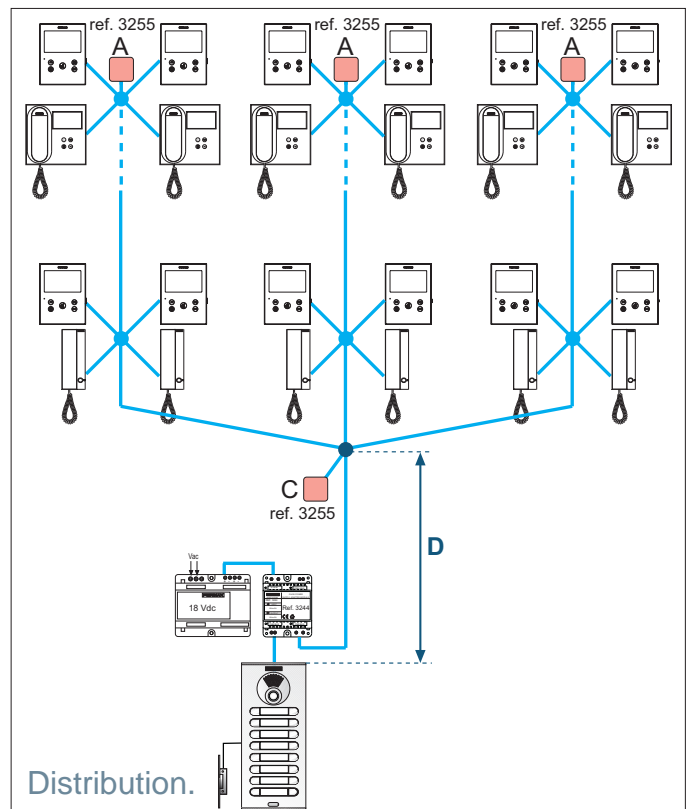 ref. 3255 ref. 3255 ref. 3255
A A A
C
ref. 3255
D
Vac
18 Vdc
Ref. 3244
Distribution.